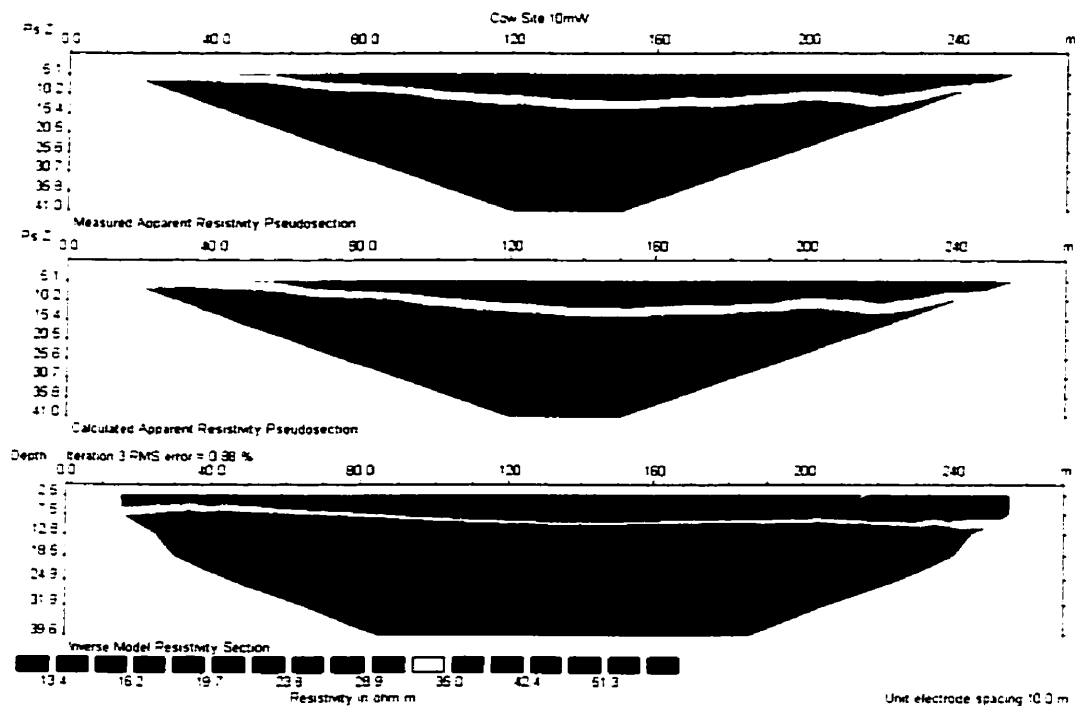 Cow Site 10mW
Ps.Z 0.0 40.0 80.0 120 160 200 240 m
5.1
10.2
15.4
20.5
25.6
30.7
35.8
41.0
Measured Apparent Resistivity Pseudosection
Ps.Z 0.0 40.0 80.0 120 160 200 240 m
5.1
10.2
15.4
20.5
25.6
30.7
35.8
41.0
Calculated Apparent Resistivity Pseudosection
Depth Iteration 3 RMS error = 0.98 %
0.0 40.0 80.0 120 160 200 240 m
2.5
12.8
18.5
24.9
31.9
39.6
Inverse Model Resistivity Section
13.4 16.2 19.7 23.8 28.9 35.0 42.4 51.3
Resistivity in ohm.m
Unit electrode spacing 10.0 m